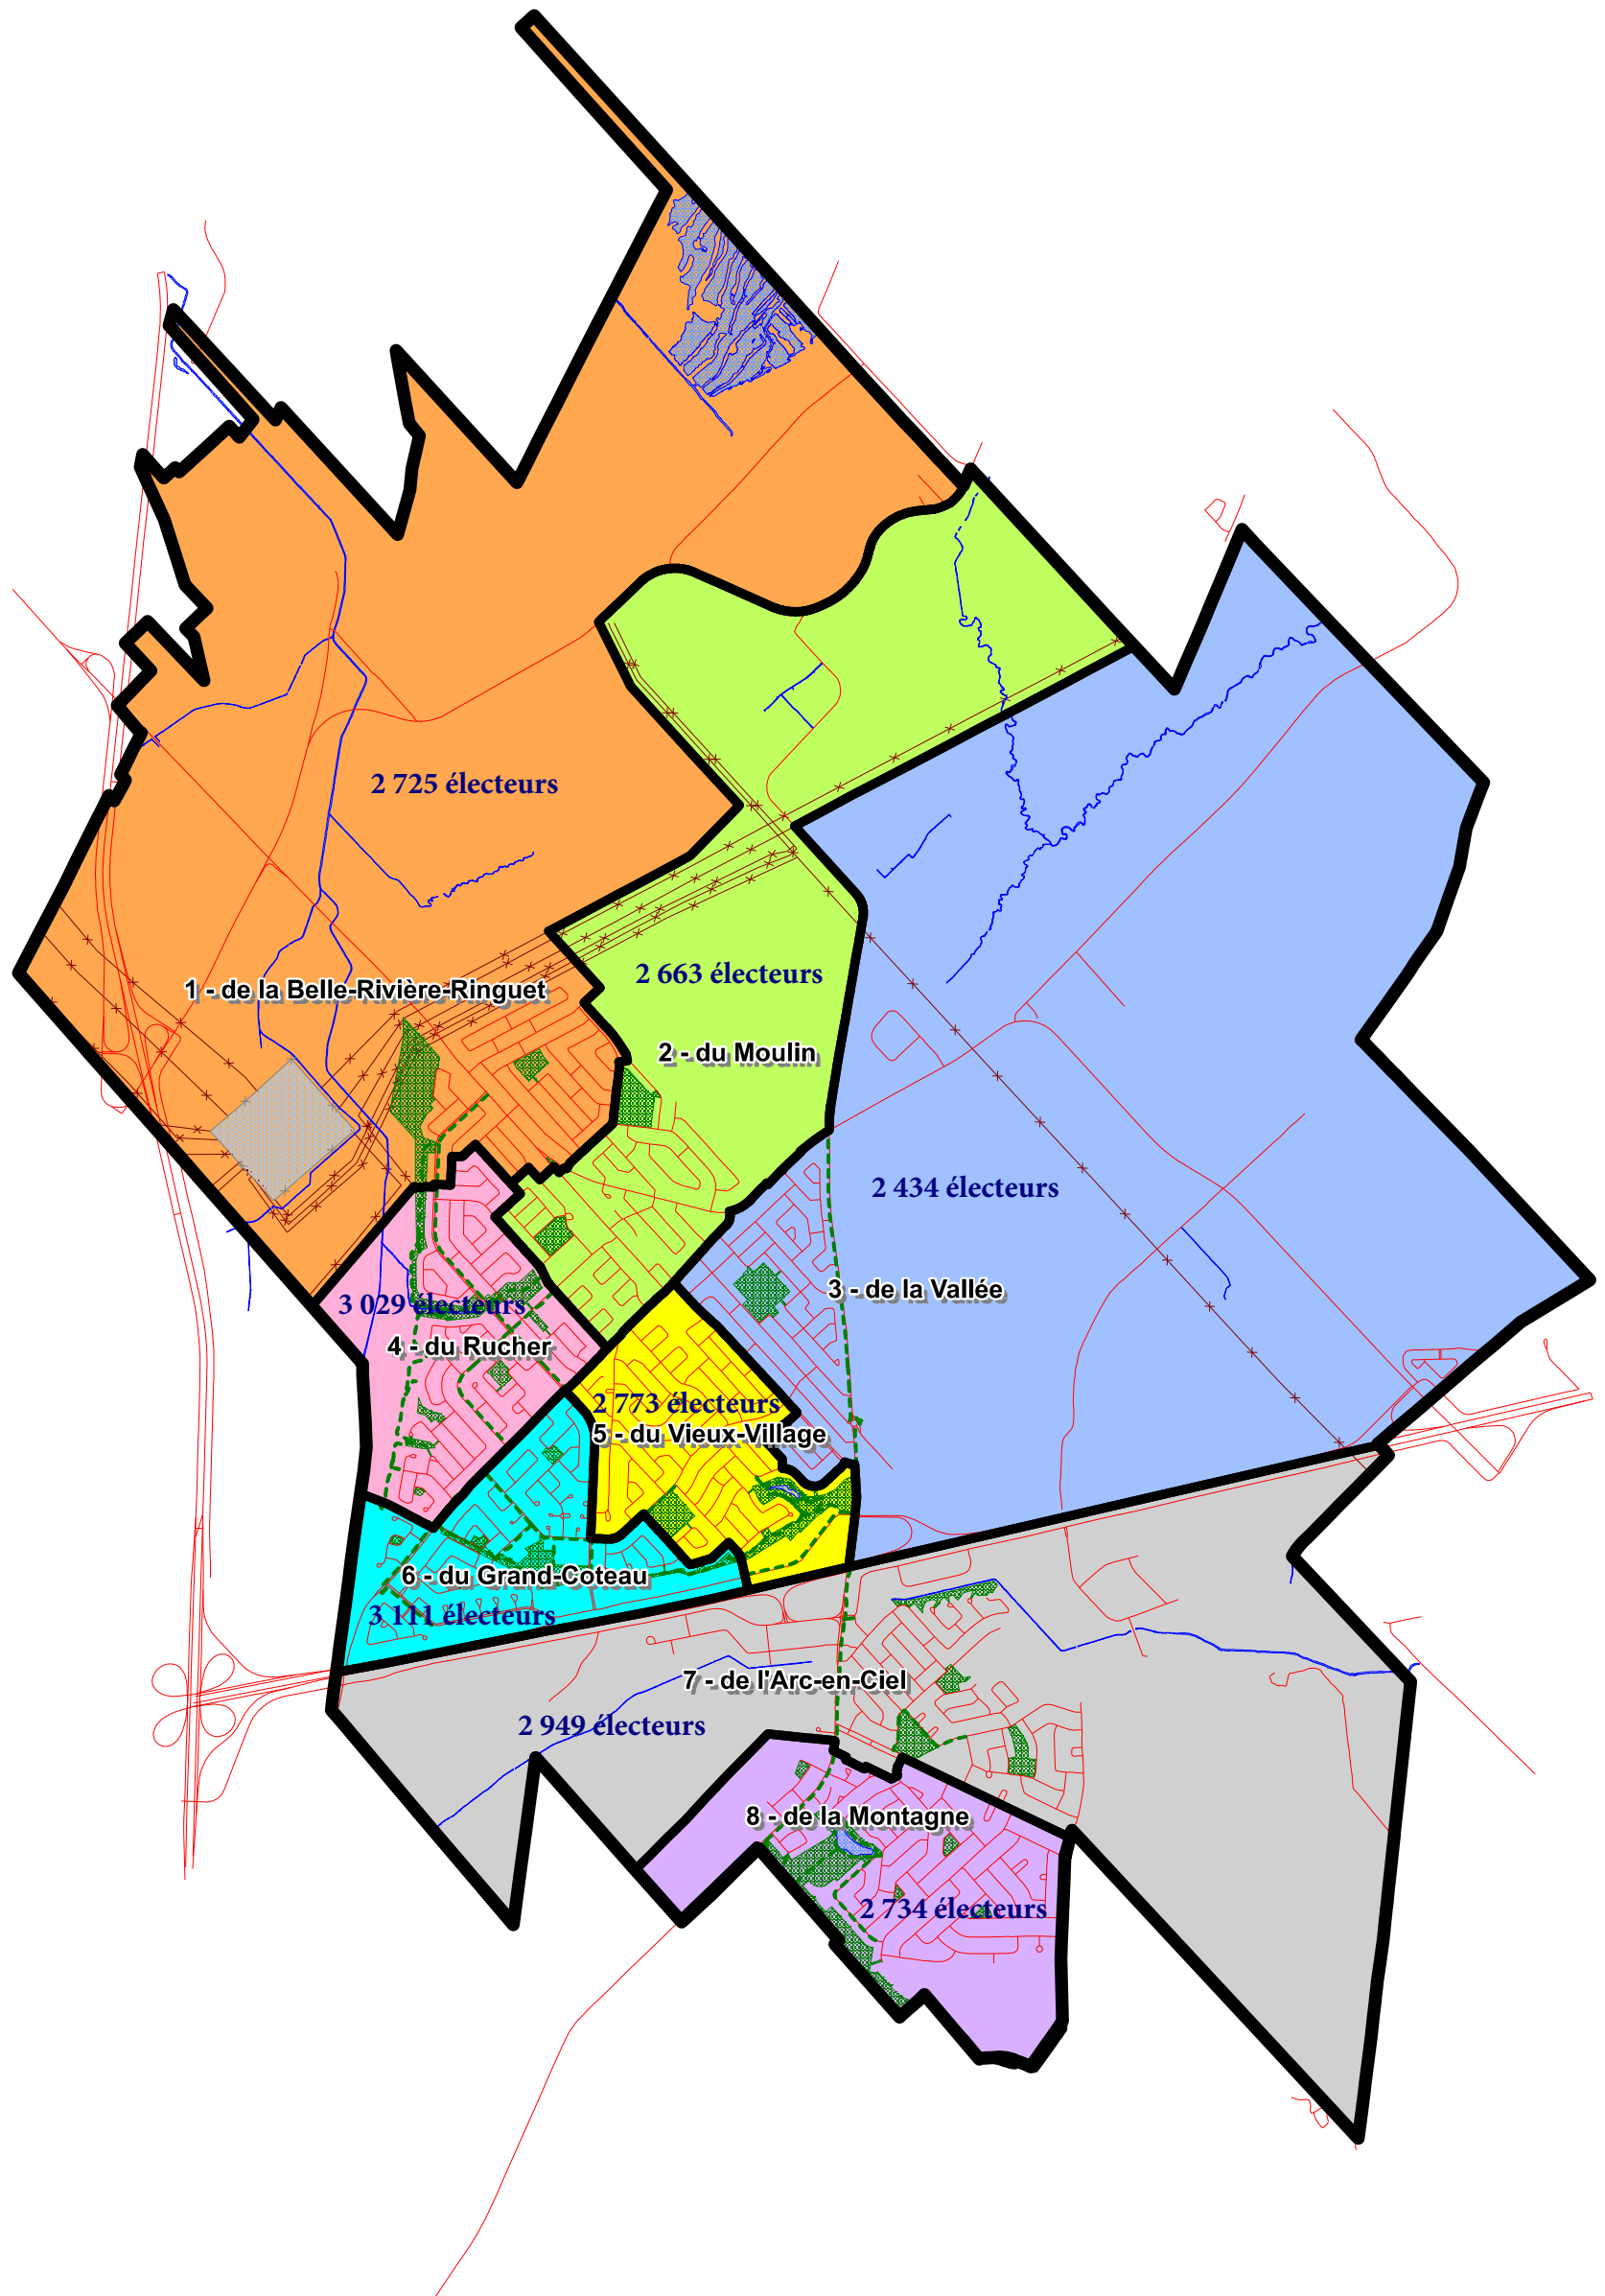 2 725 électeurs
2 663 électeurs
1 - de la Belle-Rivière-Ringuet
2 - du Moulin
2 434 électeurs
3 - de la Vallée
3 029 électeurs
4 - du Rucher
2 773 électeurs
5 - du Vieux-Village
6 - du Grand-Coteau
3 111 électeurs
7 - de l'Arc-en-Ciel
2 949 électeurs
8 - de la Montagne
2 734 électeurs